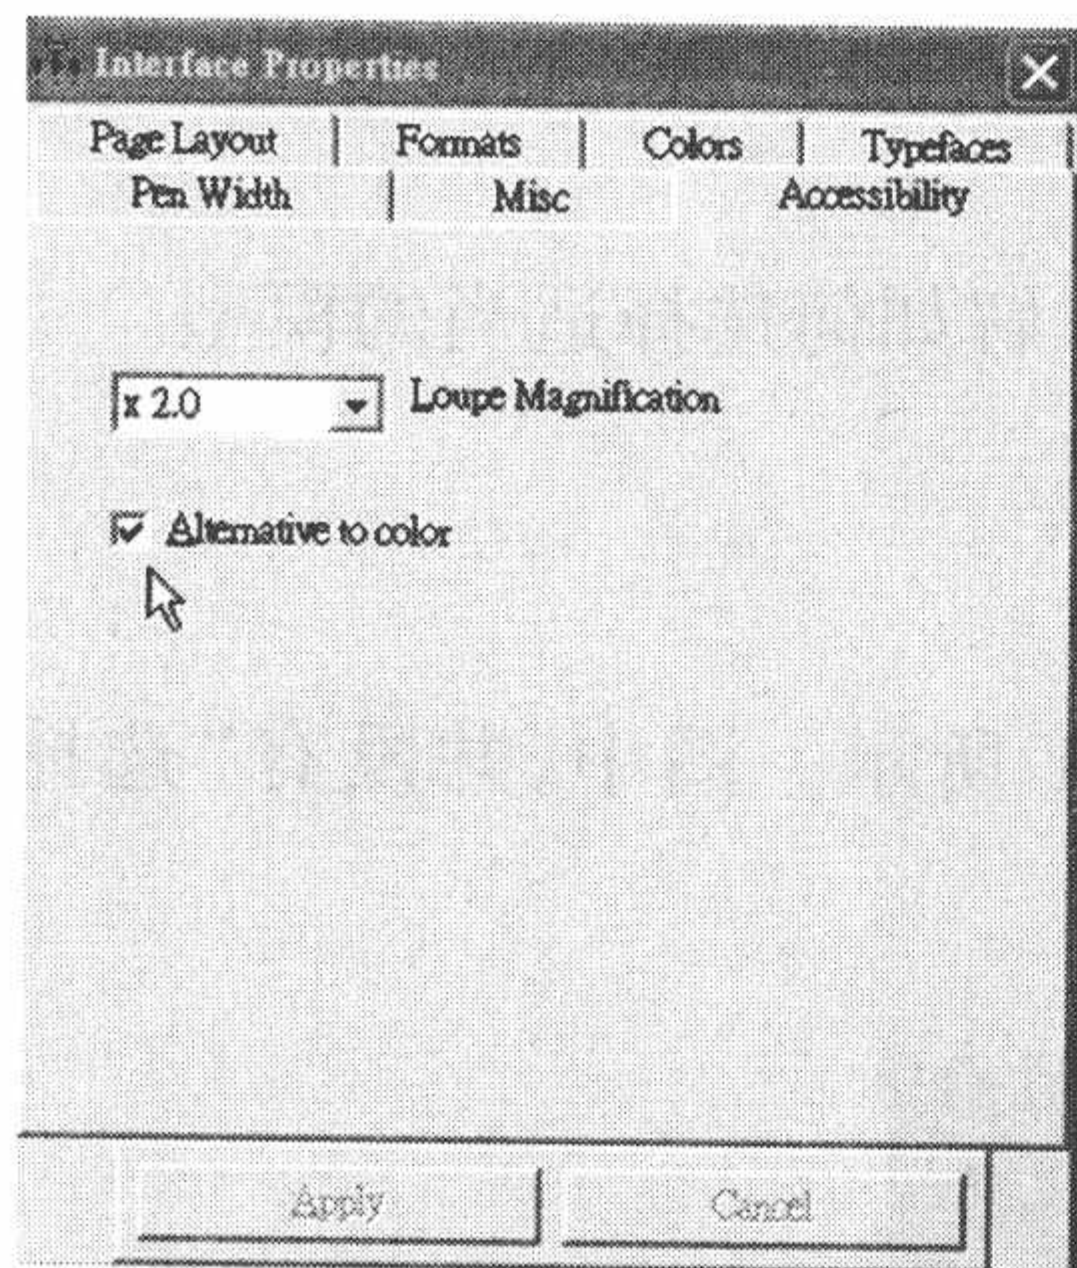 Interface Properties
Page Layout Formats Colors Typefaces
Pen Width Misc Accessibility
x 2.0 Loupe Magnification
Alternative to color
Apply Cancel